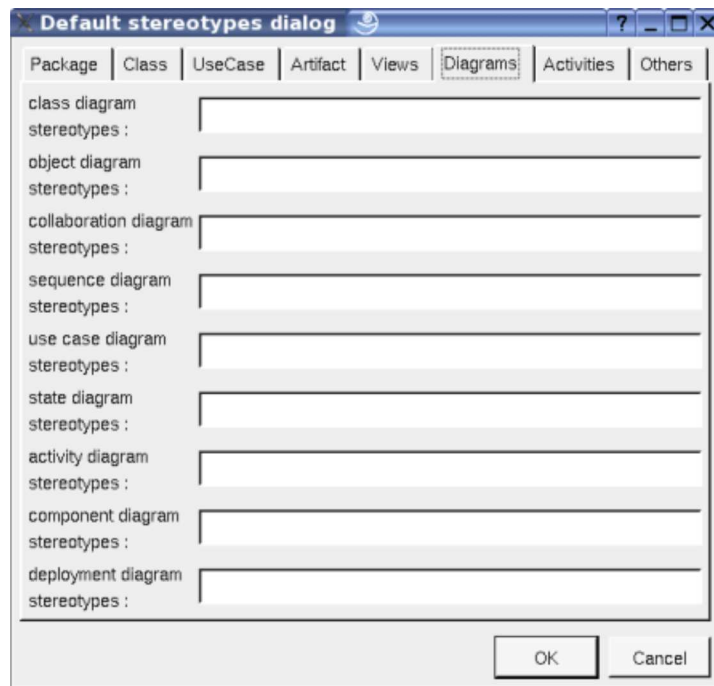 Default stereotypes dialog
Package Class UseCase Artifact Views Diagrams Activities Others
class diagram
stereotypes :
object diagram
stereotypes :
collaboration diagram
stereotypes :
sequence diagram
stereotypes :
use case diagram
stereotypes :
state diagram
stereotypes :
activity diagram
stereotypes :
component diagram
stereotypes :
deployment diagram
stereotypes :
OK Cancel